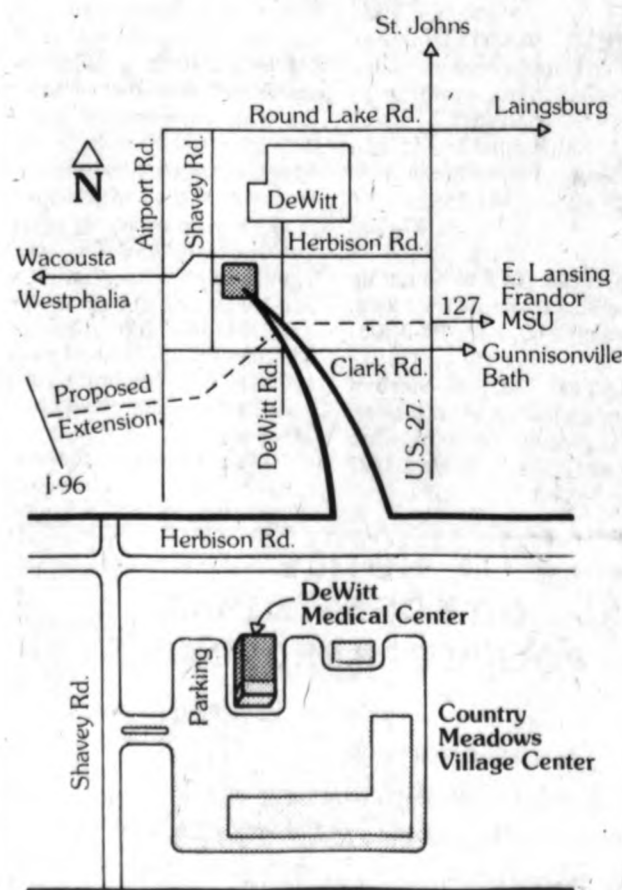 St. Johns
Round Lake Rd.
Laingsburg
N
Airport Rd.
Shavey Rd.
DeWitt
Herbison Rd.
Wacousta
Westphalia
E. Lansing
Frandor
MSU
127
Gunnisonville
Bath
Clark Rd.
Proposed
Extension
DeWitt Rd.
U.S. 27
I-96
Herbison Rd.
DeWitt
Medical Center
Parking
Shavey Rd.
Country
Meadows
Village Center